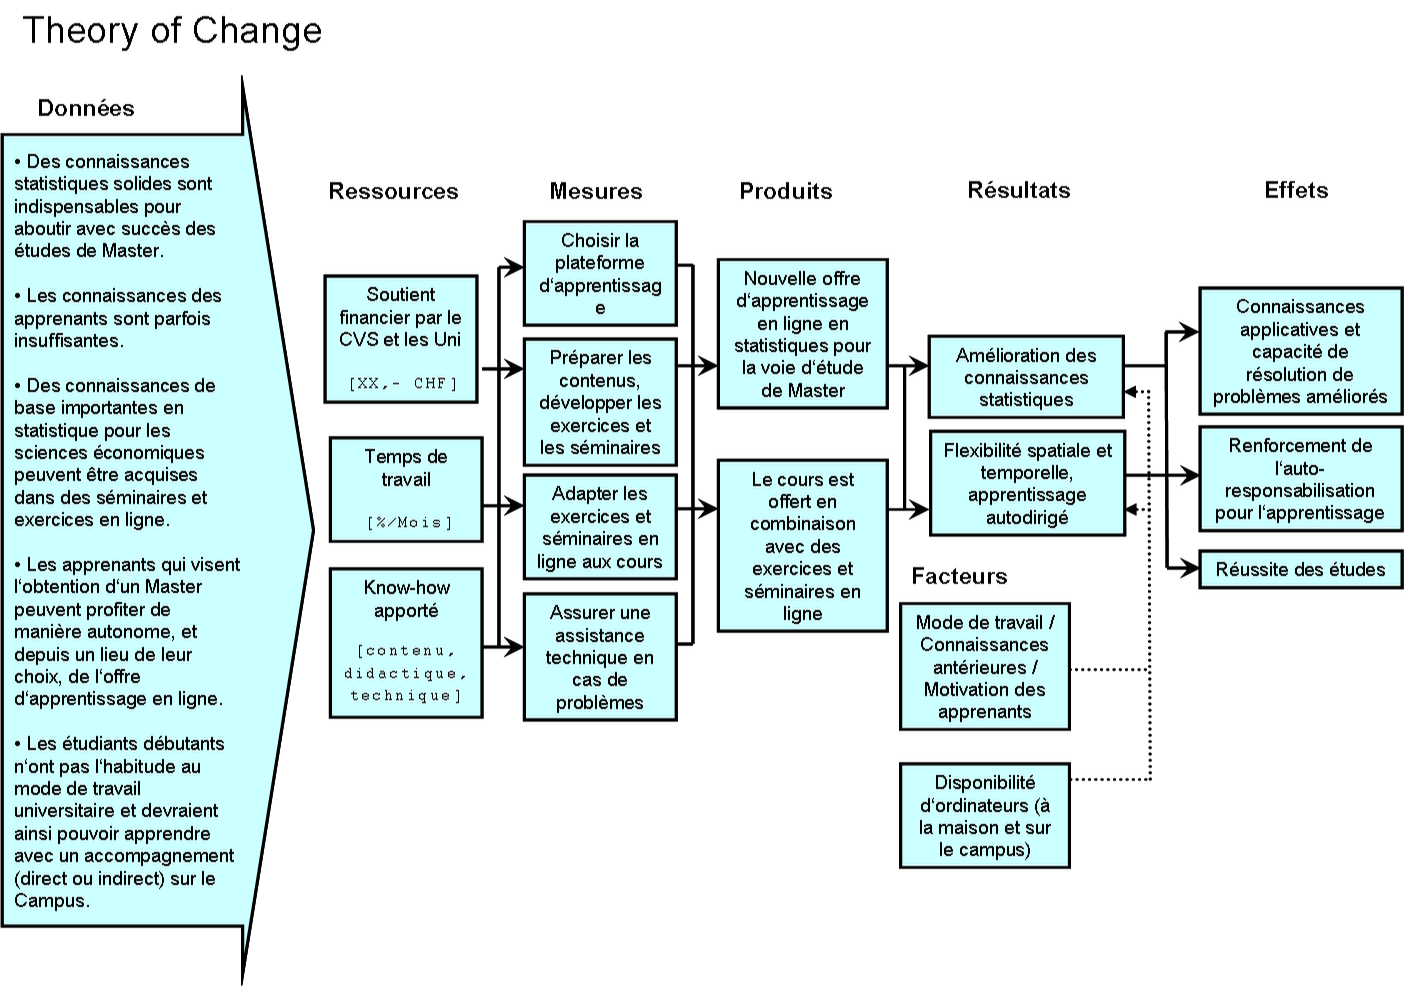 Theory of Change
Données
• Des connaissances
statistiques solides sont
indispensables pour
aboutir avec succès des
études de Master.
• Les connaissances des
apprenants sont parfois
insuffisantes.
• Des connaissances de
base importantes en
statistique pour les
sciences économiques
peuvent être acquises
dans des séminaires et
exercices en ligne.
• Les apprenants qui visent
l‘obtention d‘un Master
peuvent profiter de
manière autonome, et
depuis un lieu de leur
choix, de l‘offre
d‘apprentissage en ligne.
• Les étudiants débutants
n‘ont pas l‘habitude au
mode de travail
universitaire et devraient
ainsi pouvoir apprendre
avec un accompagnement
(direct ou indirect) sur le
Campus.
Ressources
Soutient
financier par le
CVS et les Uni
[XX,- CHF]
Temps de
travail
[%/Mois]
Know-how
apporté
[contenu,
didactique,
technique]
Mesures
Choisir la
plateforme
d‘apprentissag
e
Préparer les
contenus,
développer les
exercices et
les séminaires
Adapter les
exercices et
séminaires en
ligne aux cours
Assurer une
assistance
technique en
cas de
problèmes
Produits
Nouvelle offre
d‘apprentissage
en ligne en
statistiques pour
la voie d‘étude
de Master
Le cours est
offert en
combinaison
avec des
exercices et
séminaires en
ligne
Résultats
Amélioration des
connaissances
statistiques
Flexibilité spatiale et
temporelle,
apprentissage
autodirigé
Facteurs
Mode de travail /
Connaissances
antérieures /
Motivation des
apprenants
Disponibilité
d‘ordinateurs (à
la maison et sur
le campus)
Effets
Connaissances
applicatives et
capacité de
résolution de
problèmes améliorés
Renforcement de
l‘auto-
responsabilisation
pour l‘apprentissage
Réussite des études